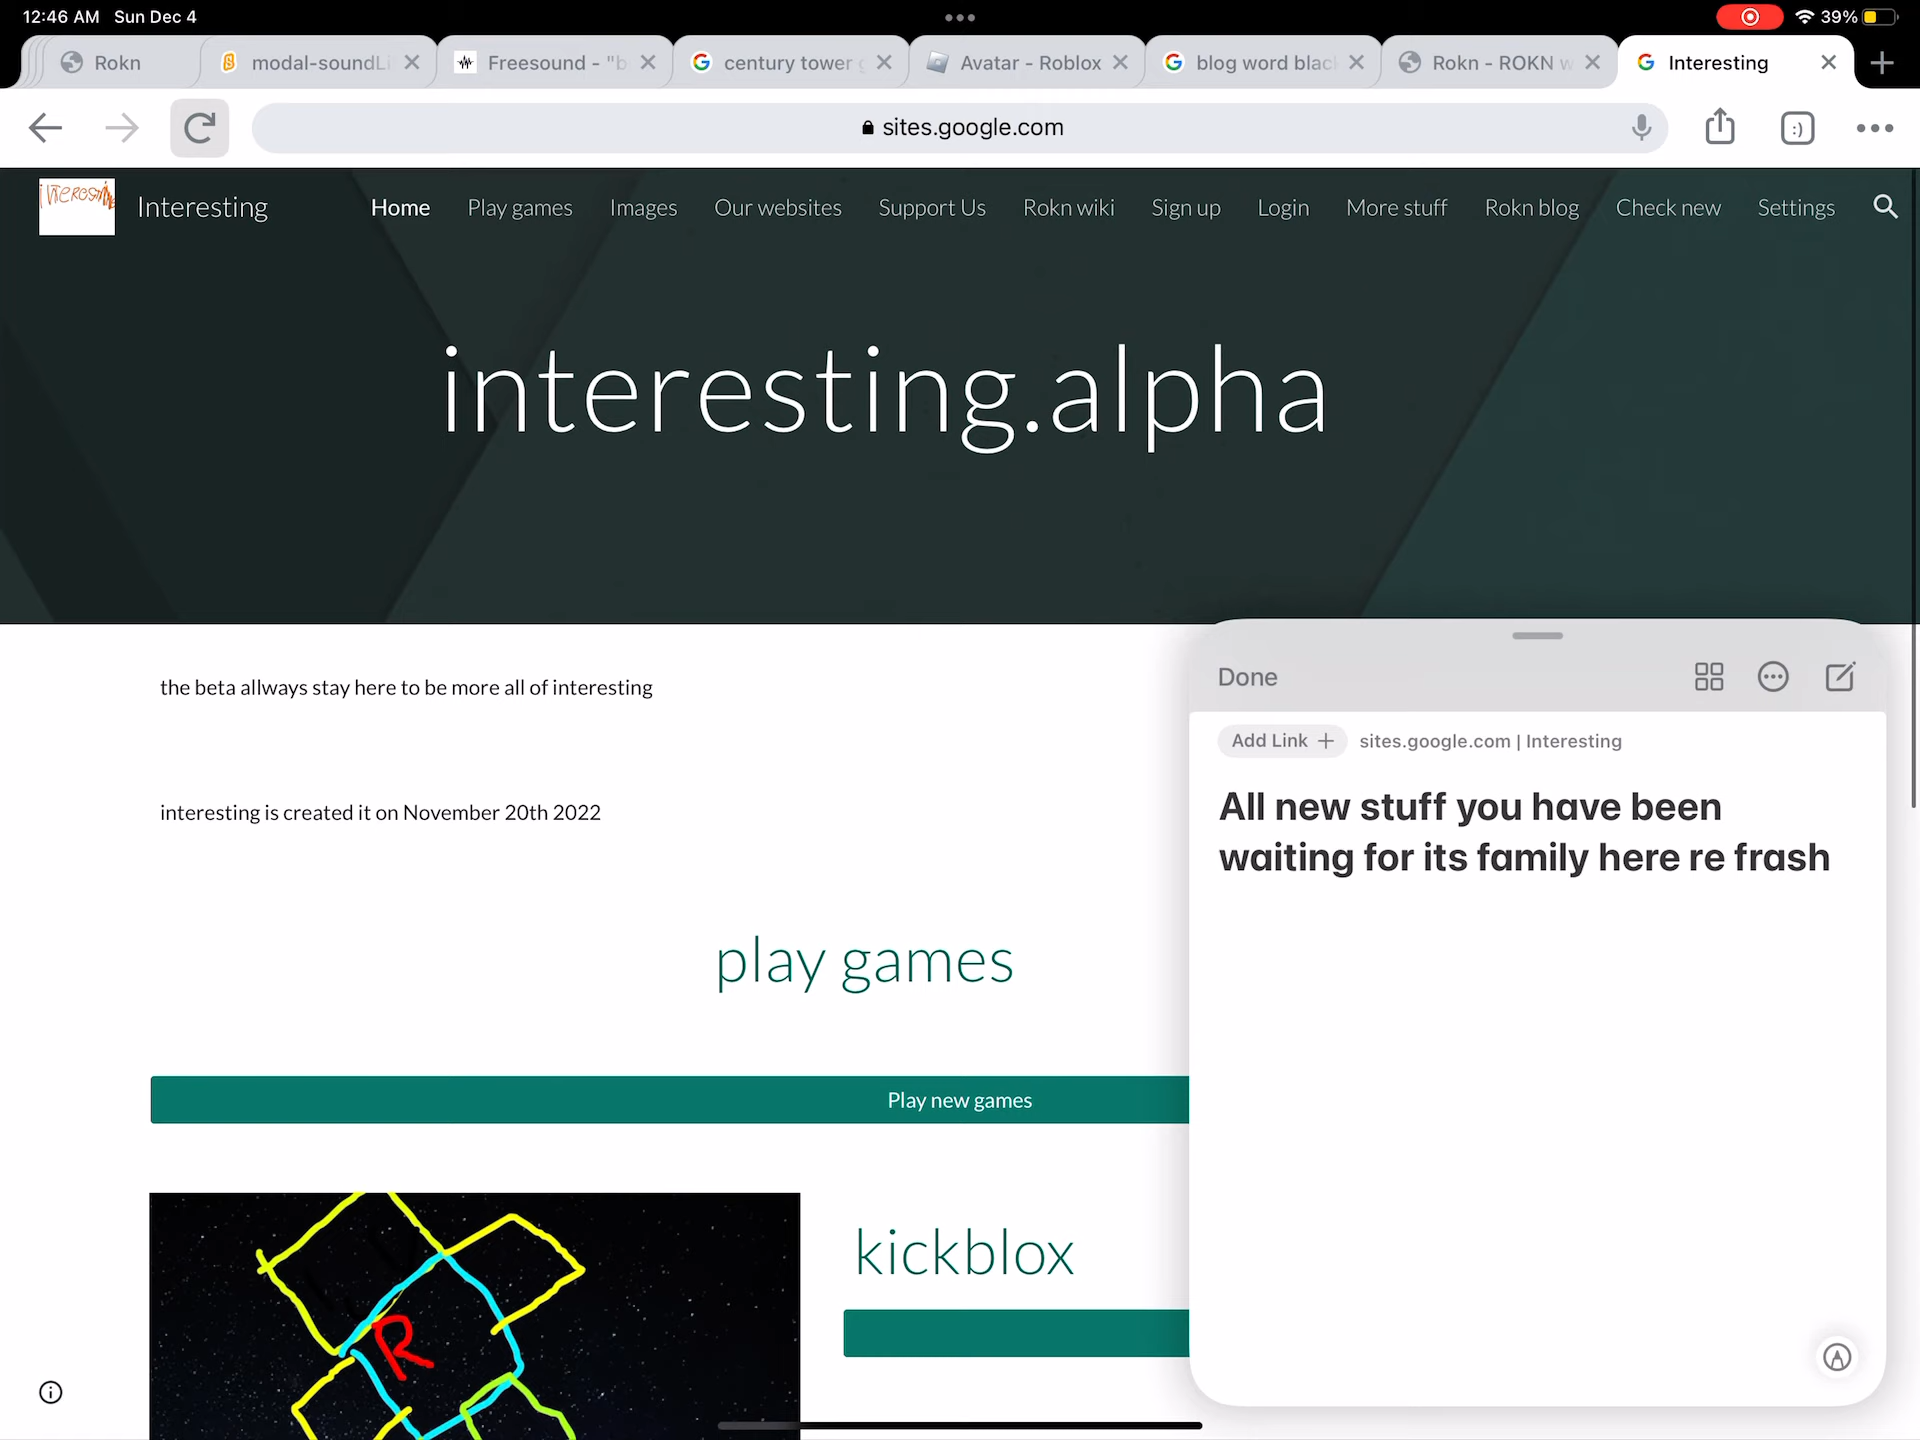 12:46 AM Sun Dec 4
39%
Rokn
modal-soundLi
Freesound - "b
century tower g
Avatar - Roblox
blog word blac
Rokn - ROKN w
Interesting
sites.google.com
:)
interesting
Interesting
Home
Play games
Images
Our websites
Support Us
Rokn wiki
Sign up
Login
More stuff
Rokn blog
Check new
Settings
interesting.alpha
the beta allways stay here to be more all of interesting
interesting is created it on November 20th 2022
play games
Play new games
kickblox
R
Done
Add Link +
sites.google.com | Interesting
All new stuff you have been
waiting for its family here re frash